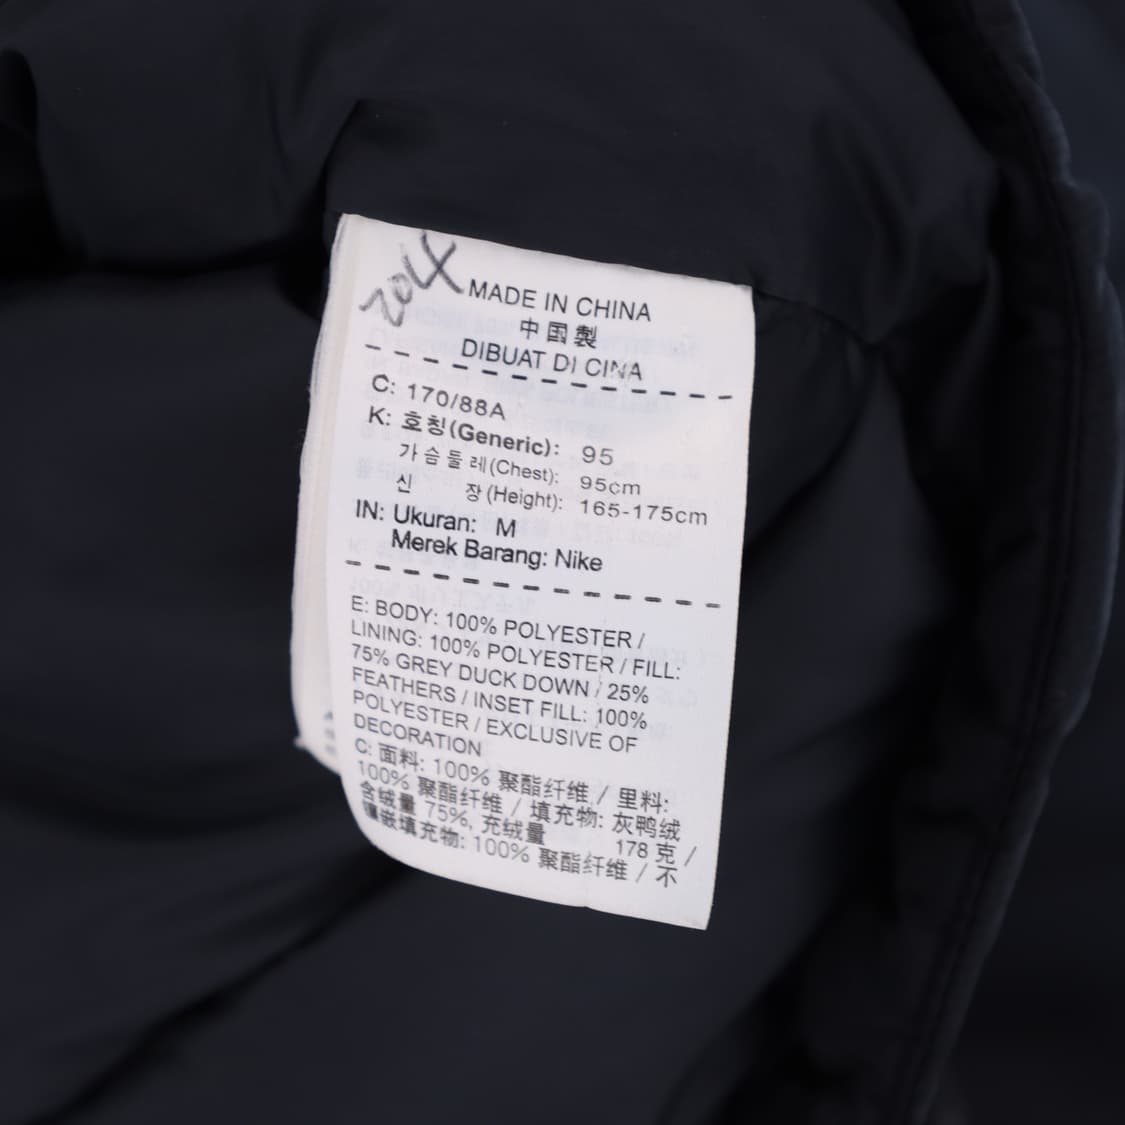 204
MADE IN CHINA
中国製
DIBUAT DI CINA
C: 170/88A
K: 호칭(Generic): 95
가슴둘레(Chest): 95cm
신 장(Height): 165-175cm
IN: Ukuran: M
Merek Barang: Nike
E: BODY: 100% POLYESTER /
LINING: 100% POLYESTER / FILL:
75% GREY DUCK DOWN / 25%
FEATHERS / INSET FILL: 100%
POLYESTER / EXCLUSIVE OF
DECORATION
C: 面料: 100% 聚酯纤维 / 里料:
100% 聚酯纤维 / 填充物: 灰鸭绒
含绒量 75%, 充绒量 178 克 /
镶嵌填充物: 100% 聚酯纤维 / 不